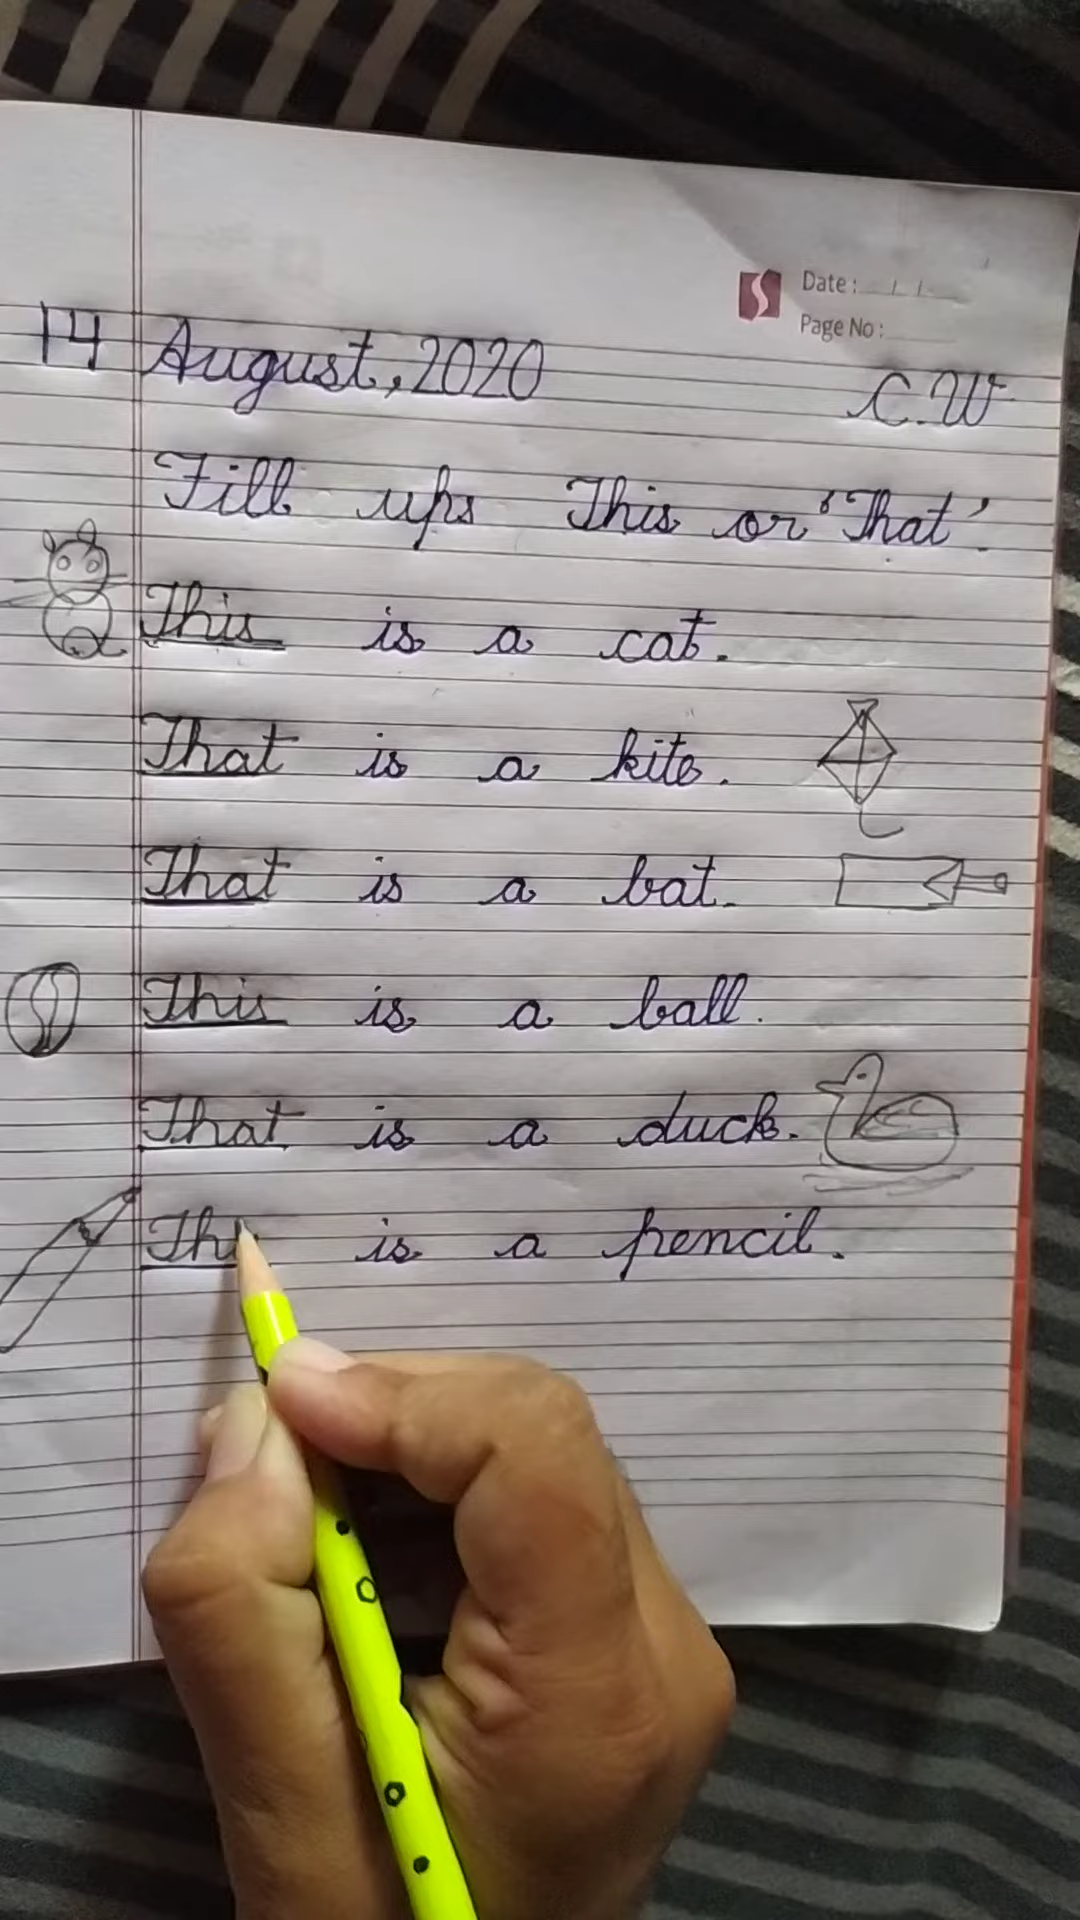 Date :
Page No :
14 August, 2020
C.W
Fill ups This or 'That'.
This is a cat.
That is a kite.
That is a bat.
This is a ball.
That is a duck.
Thi is a pencil.